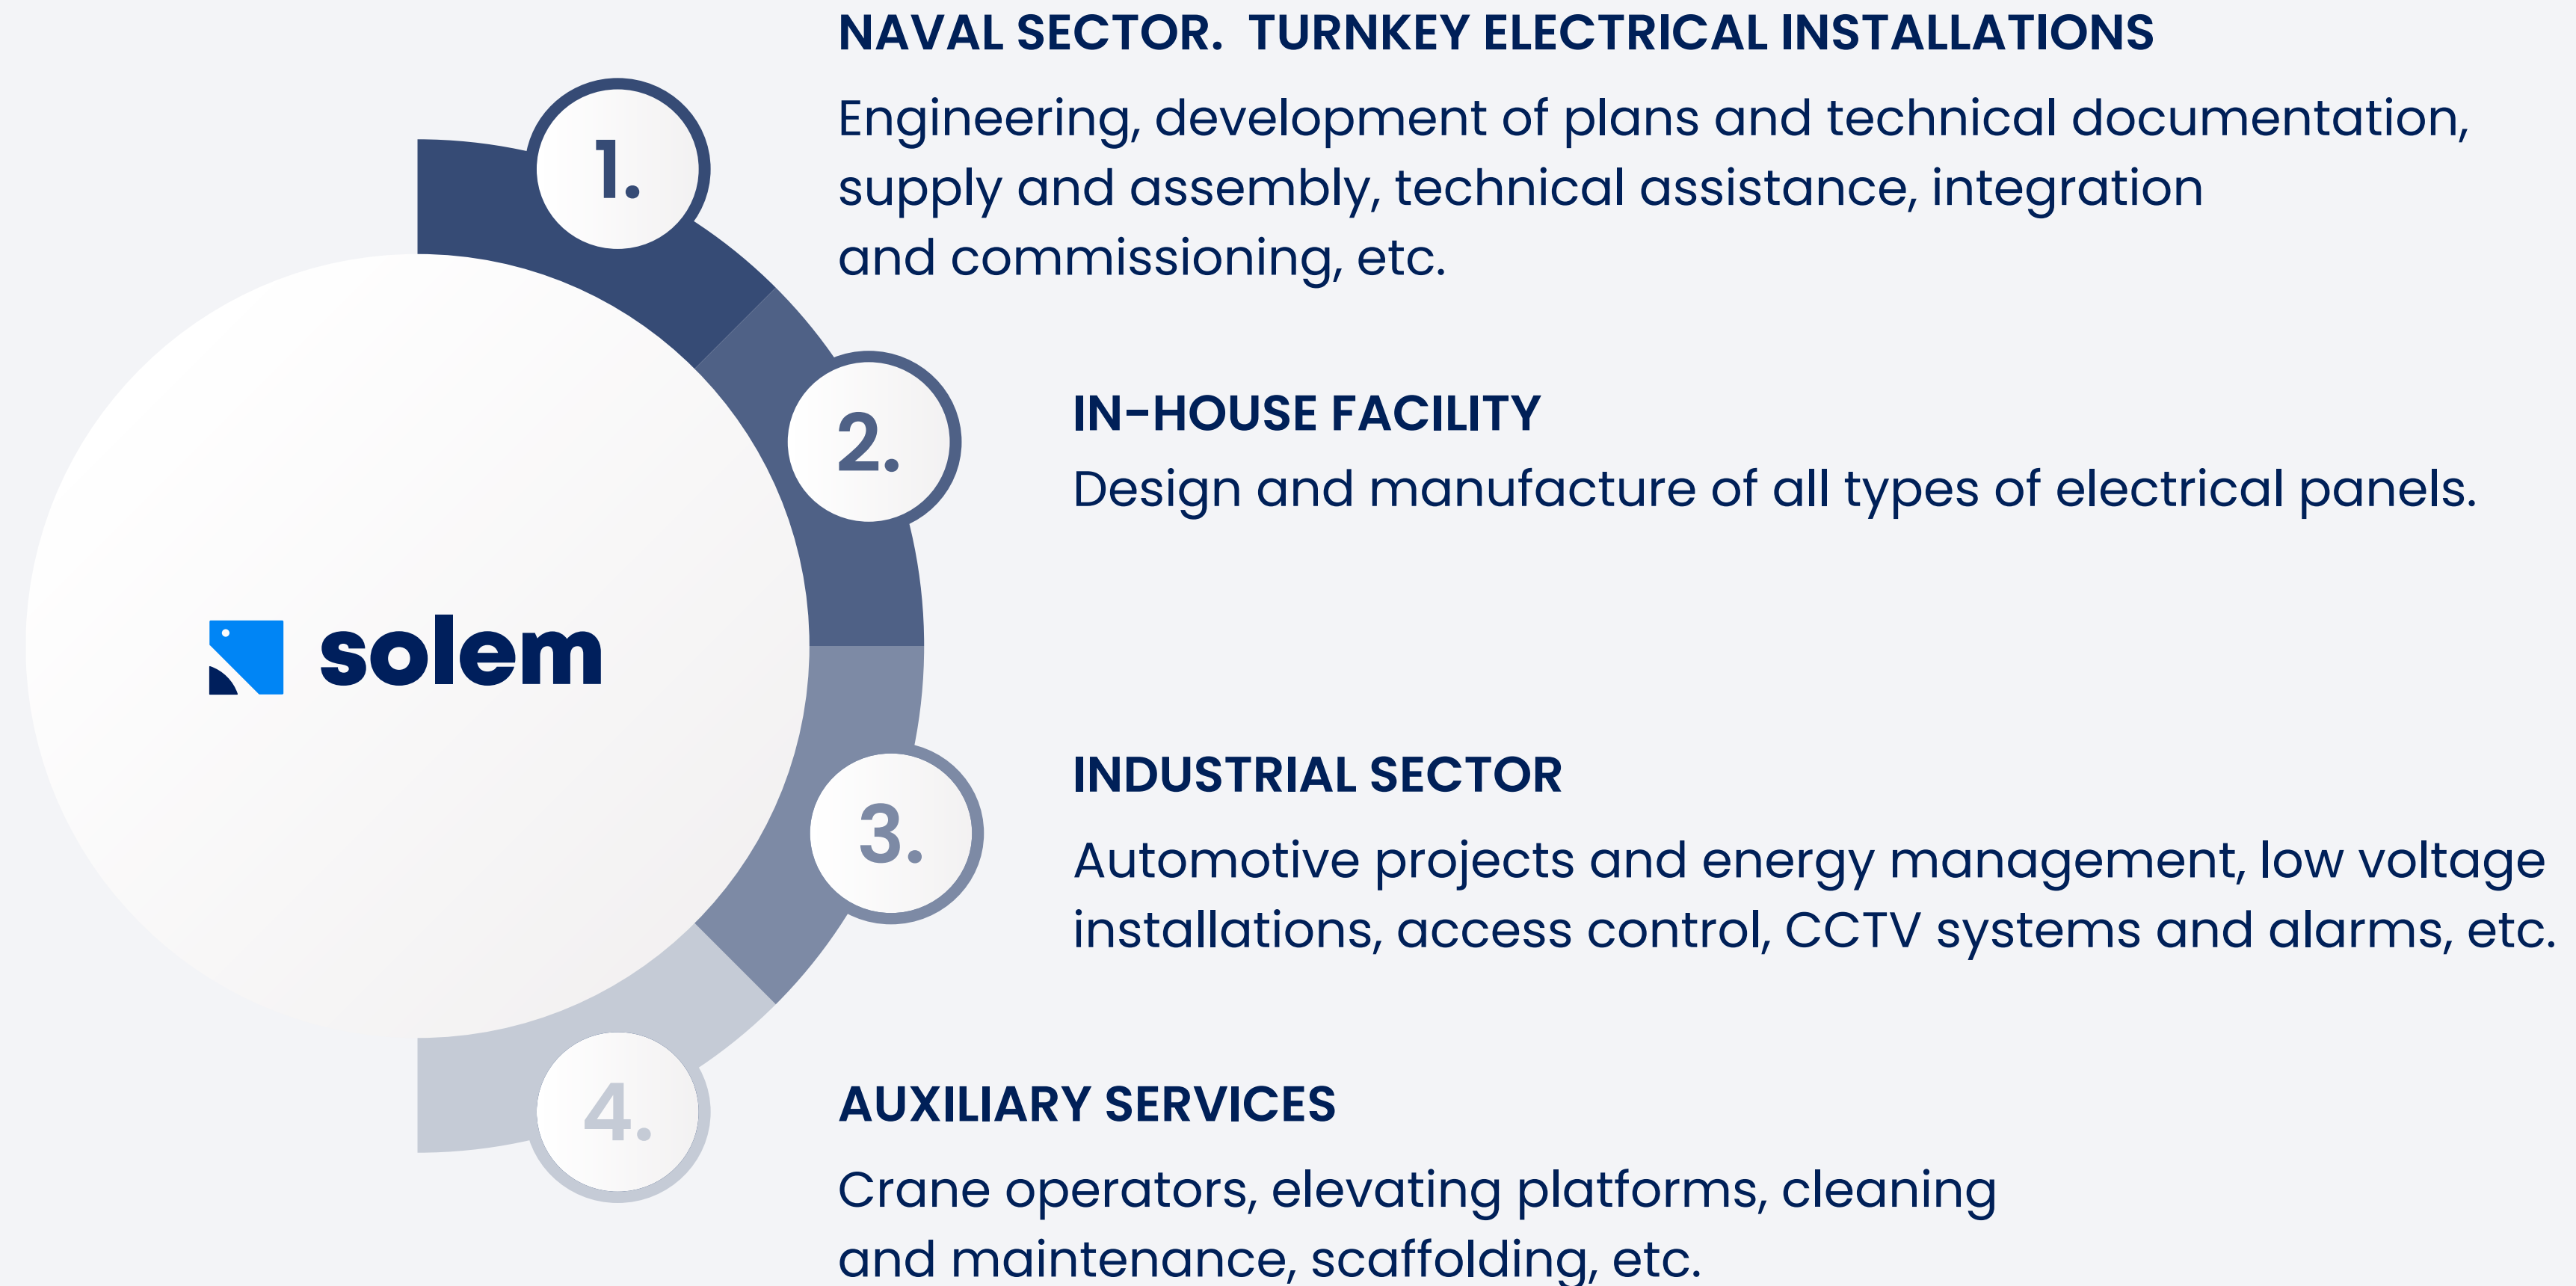 NAVAL SECTOR.  TURNKEY ELECTRICAL INSTALLATIONS
1.
Engineering, development of plans and technical documentation,
supply and assembly, technical assistance, integration
and commissioning, etc.
2.
IN-HOUSE FACILITY
Design and manufacture of all types of electrical panels.
solem
3.
INDUSTRIAL SECTOR
Automotive projects and energy management, low voltage
installations, access control, CCTV systems and alarms, etc.
4.
AUXILIARY SERVICES
Crane operators, elevating platforms, cleaning
and maintenance, scaffolding, etc.